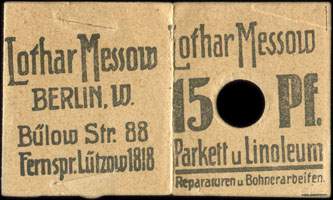 Lothar Messow
BERLIN, W.
Bülow Str. 88
Fernspr. Lützow 1818
Lothar Messow
15 Pf.
Parkett u Linoleum
Reparaturen u Bohnerarbeiten.